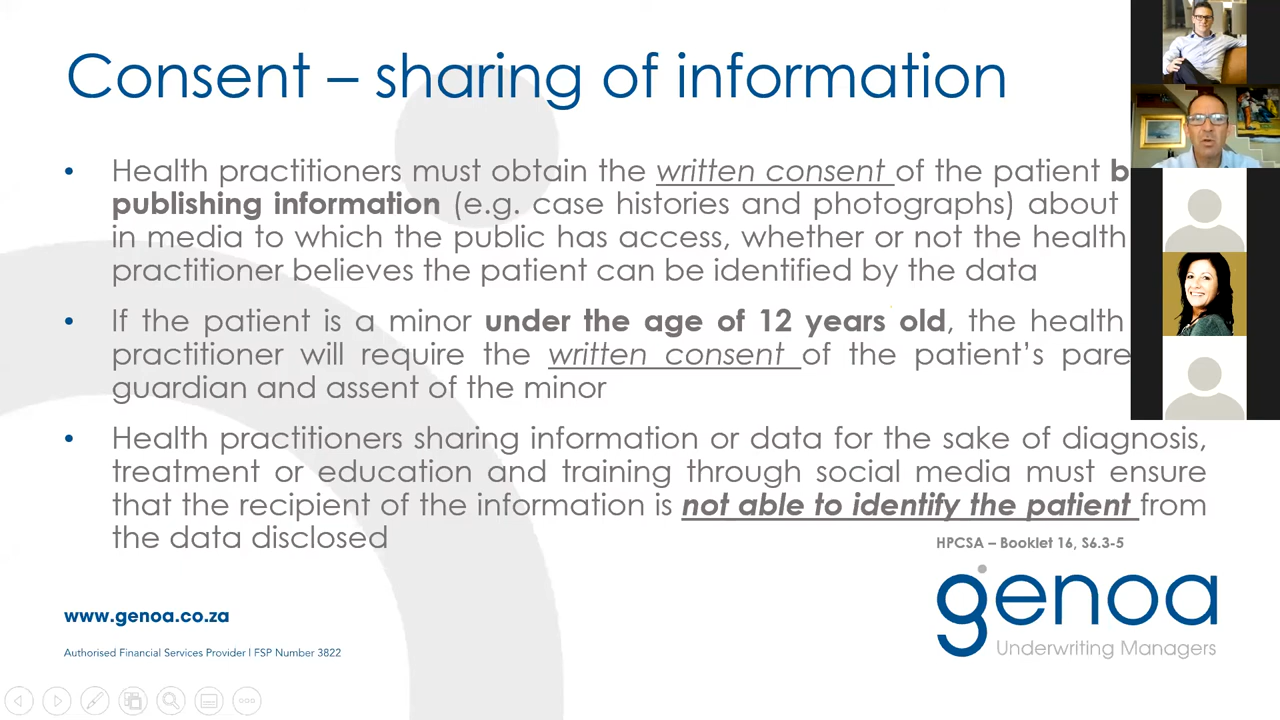 Consent – sharing of information
• Health practitioners must obtain the written consent of the patient b
publishing information (e.g. case histories and photographs) about
in media to which the public has access, whether or not the health
practitioner believes the patient can be identified by the data
• If the patient is a minor under the age of 12 years old, the health
practitioner will require the written consent of the patient’s pare
guardian and assent of the minor
• Health practitioners sharing information or data for the sake of diagnosis,
treatment or education and training through social media must ensure
that the recipient of the information is not able to identify the patient from
the data disclosed
HPCSA – Booklet 16, S6.3-5
www.genoa.co.za
Authorised Financial Services Provider | FSP Number 3822
genoa
Underwriting Managers